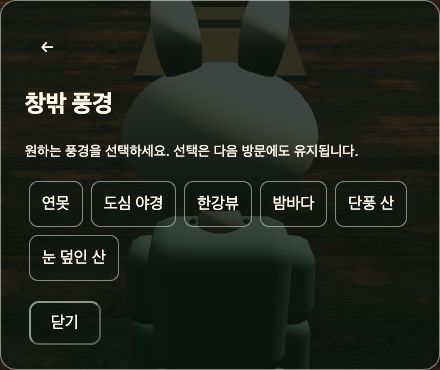 창밖 풍경
원하는 풍경을 선택하세요. 선택은 다음 방문에도 유지됩니다.
연못 도심 야경 한강뷰 밤바다 단풍 산
눈 덮인 산
닫기